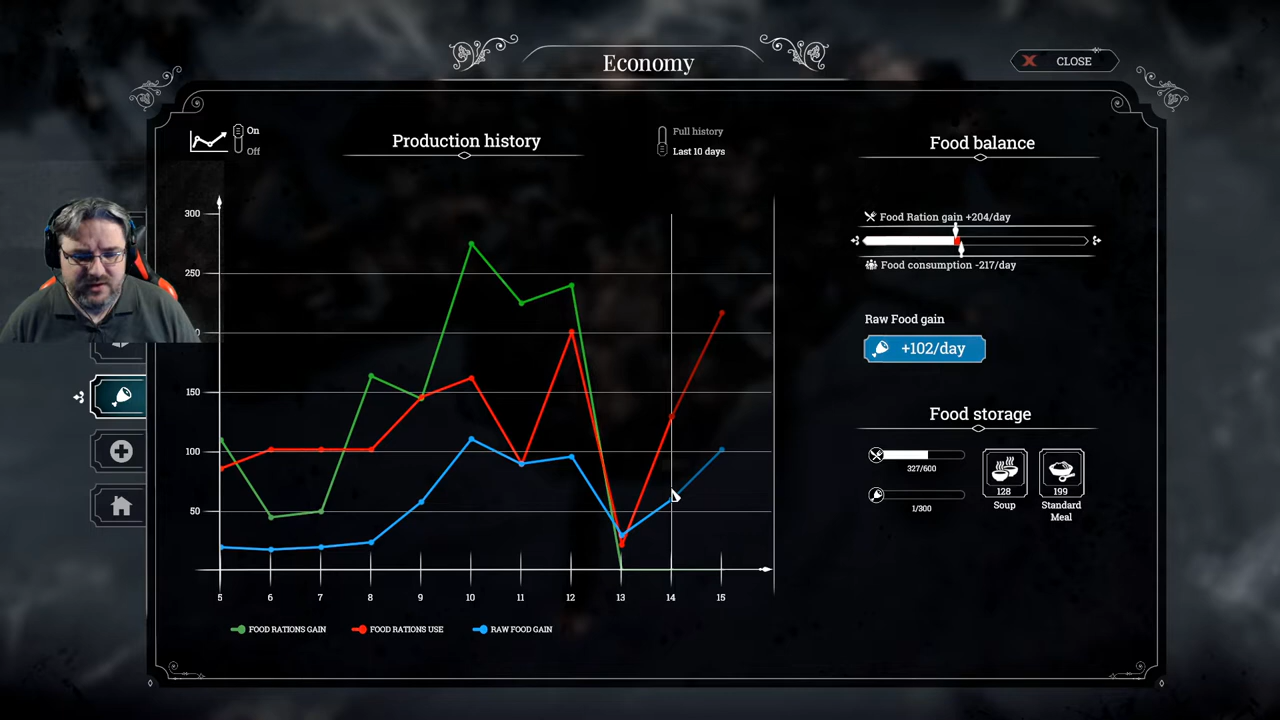 Economy
CLOSE
On
Off
Production history
Full history
Last 10 days
Food balance
Food Ration gain +204/day
Food consumption -217/day
Raw Food gain
+102/day
Food storage
327/600
1/300
128
Soup
199
Standard
Meal
300
250
150
100
50
5 6 7 8 9 10 11 12 13 14 15
FOOD RATIONS GAIN FOOD RATIONS USE RAW FOOD GAIN